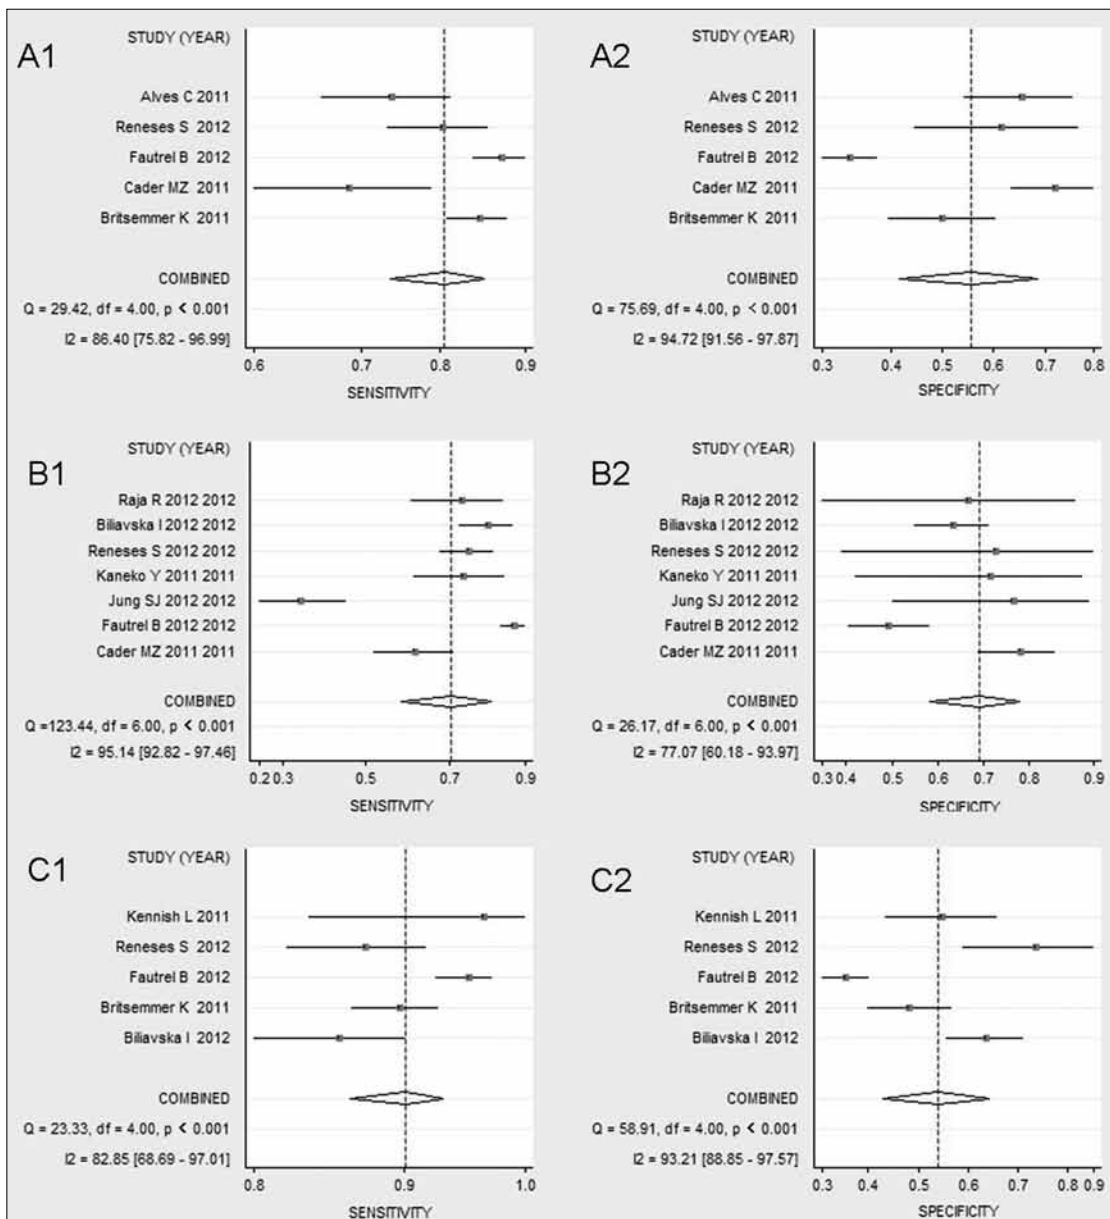 A1
STUDY (YEAR)
Alves C 2011
Reneses S 2012
Fautrel B 2012
Cader MZ 2011
Britsemmer K 2011
COMBINED
Q = 29.42, df = 4.00, p < 0.001
I2 = 86.40 [75.82 - 96.99]
0.6 0.7 0.8 0.9
SENSITIVITY
A2
STUDY (YEAR)
Alves C 2011
Reneses S 2012
Fautrel B 2012
Cader MZ 2011
Britsemmer K 2011
COMBINED
Q = 75.69, df = 4.00, p < 0.001
I2 = 94.72 [91.56 - 97.87]
0.3 0.4 0.5 0.6 0.7 0.8
SPECIFICITY
B1
STUDY (YEAR)
Raja R 2012 2012
Biliavska I 2012 2012
Reneses S 2012 2012
Kaneko Y 2011 2011
Jung SJ 2012 2012
Fautrel B 2012 2012
Cader MZ 2011 2011
COMBINED
Q =123.44, df = 6.00, p < 0.001
I2 = 95.14 [92.82 - 97.46]
0.2 0.3 0.5 0.7 0.9
SENSITIVITY
B2
STUDY (YEAR)
Raja R 2012 2012
Biliavska I 2012 2012
Reneses S 2012 2012
Kaneko Y 2011 2011
Jung SJ 2012 2012
Fautrel B 2012 2012
Cader MZ 2011 2011
COMBINED
Q = 26.17, df = 6.00, p < 0.001
I2 = 77.07 [60.18 - 93.97]
0.3 0.4 0.6 0.7 0.8 0.9
SPECIFICITY
C1
STUDY (YEAR)
Kennish L 2011
Reneses S 2012
Fautrel B 2012
Britsemmer K 2011
Biliavska I 2012
COMBINED
Q = 23.33, df = 4.00, p < 0.001
I2 = 82.85 [68.69 - 97.01]
0.8 0.9 1.0
SENSITIVITY
C2
STUDY (YEAR)
Kennish L 2011
Reneses S 2012
Fautrel B 2012
Britsemmer K 2011
Biliavska I 2012
COMBINED
Q = 58.91, df = 4.00, p < 0.001
I2 = 93.21 [88.85 - 97.57]
0.3 0.4 0.5 0.6 0.7 0.8 0.9
SPECIFICITY